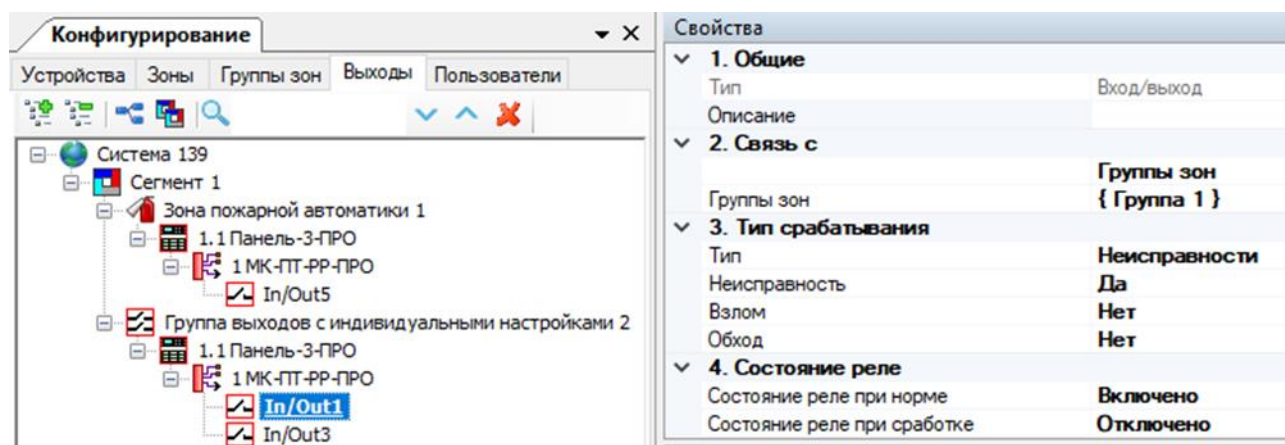 Конфигурирование
Устройства Зоны Группы зон Выходы Пользователи
Система 139
Сегмент 1
Зона пожарной автоматики 1
1.1 Панель-3-ПРО
1 МК-ПТ-РР-ПРО
In/Out5
Группа выходов с индивидуальными настройками 2
1.1 Панель-3-ПРО
1 МК-ПТ-РР-ПРО
In/Out1
In/Out3
Свойства
1. Общие
Тип Вход/выход
Описание
2. Связь с
Группы зон
Группы зон { Группа 1 }
3. Тип срабатывания
Тип Неисправности
Неисправность Да
Взлом Нет
Обход Нет
4. Состояние реле
Состояние реле при норме Включено
Состояние реле при сработке Отключено